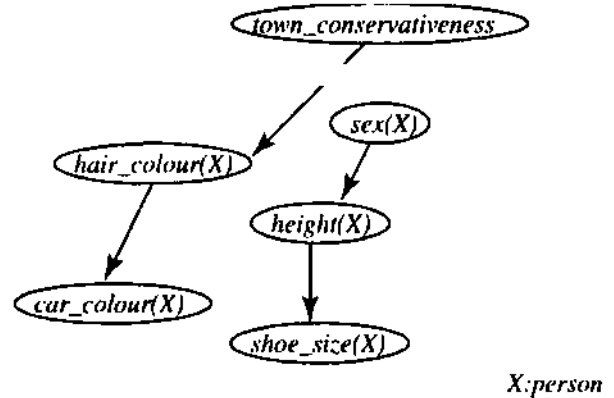 town_conservativeness
sex(X)
hair_colour(X)
height(X)
car_colour(X)
shoe_size(X)
X:person